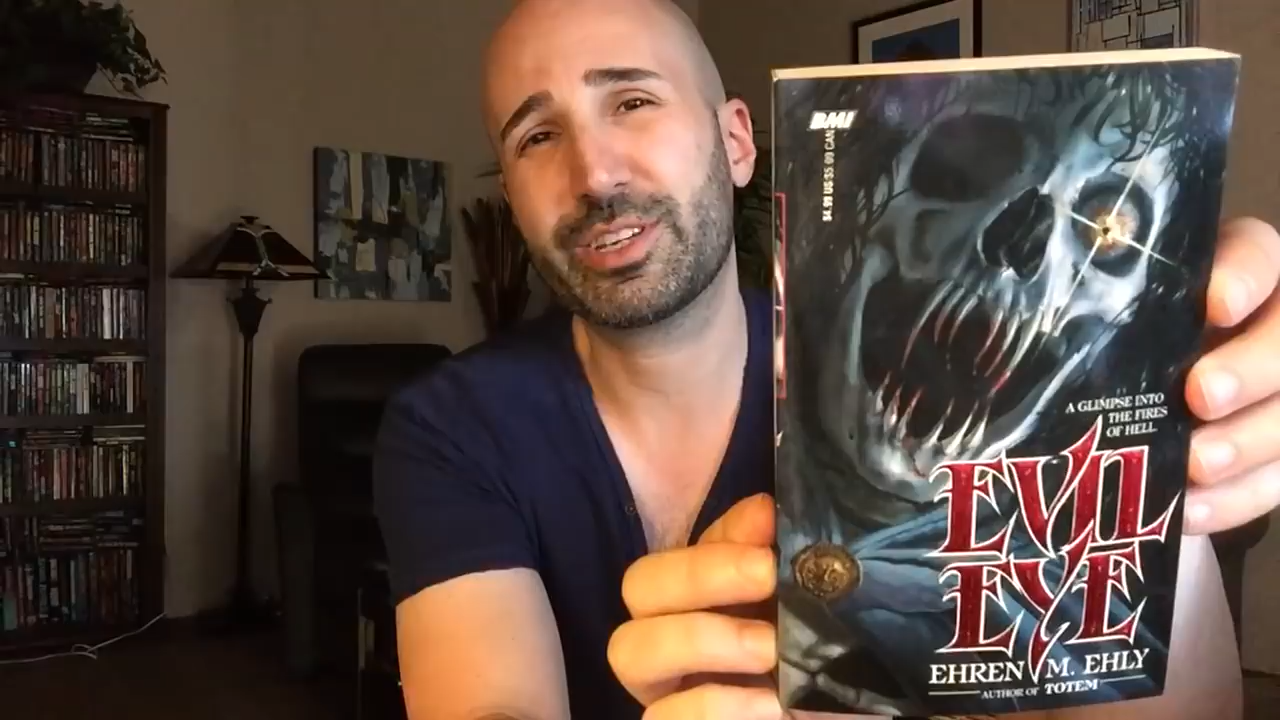 BMI
$4.99 US/$5.99 CAN
A GLIMPSE INTO
THE FIRES
OF HELL.
EVIL
EYE
EHREN M. EHLY
AUTHOR OF TOTEM